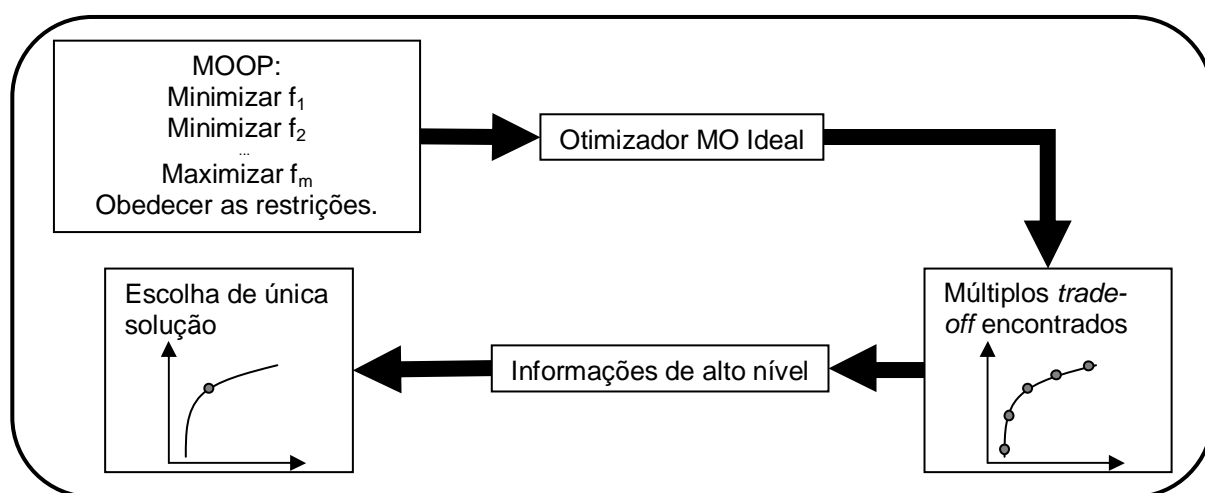 MOOP:
Minimizar f₁
Minimizar f₂
...
Maximizar fₘ
Obedecer as restrições.
Otimizador MO Ideal
Múltiplos trade-
off encontrados
Informações de alto nível
Escolha de única
solução